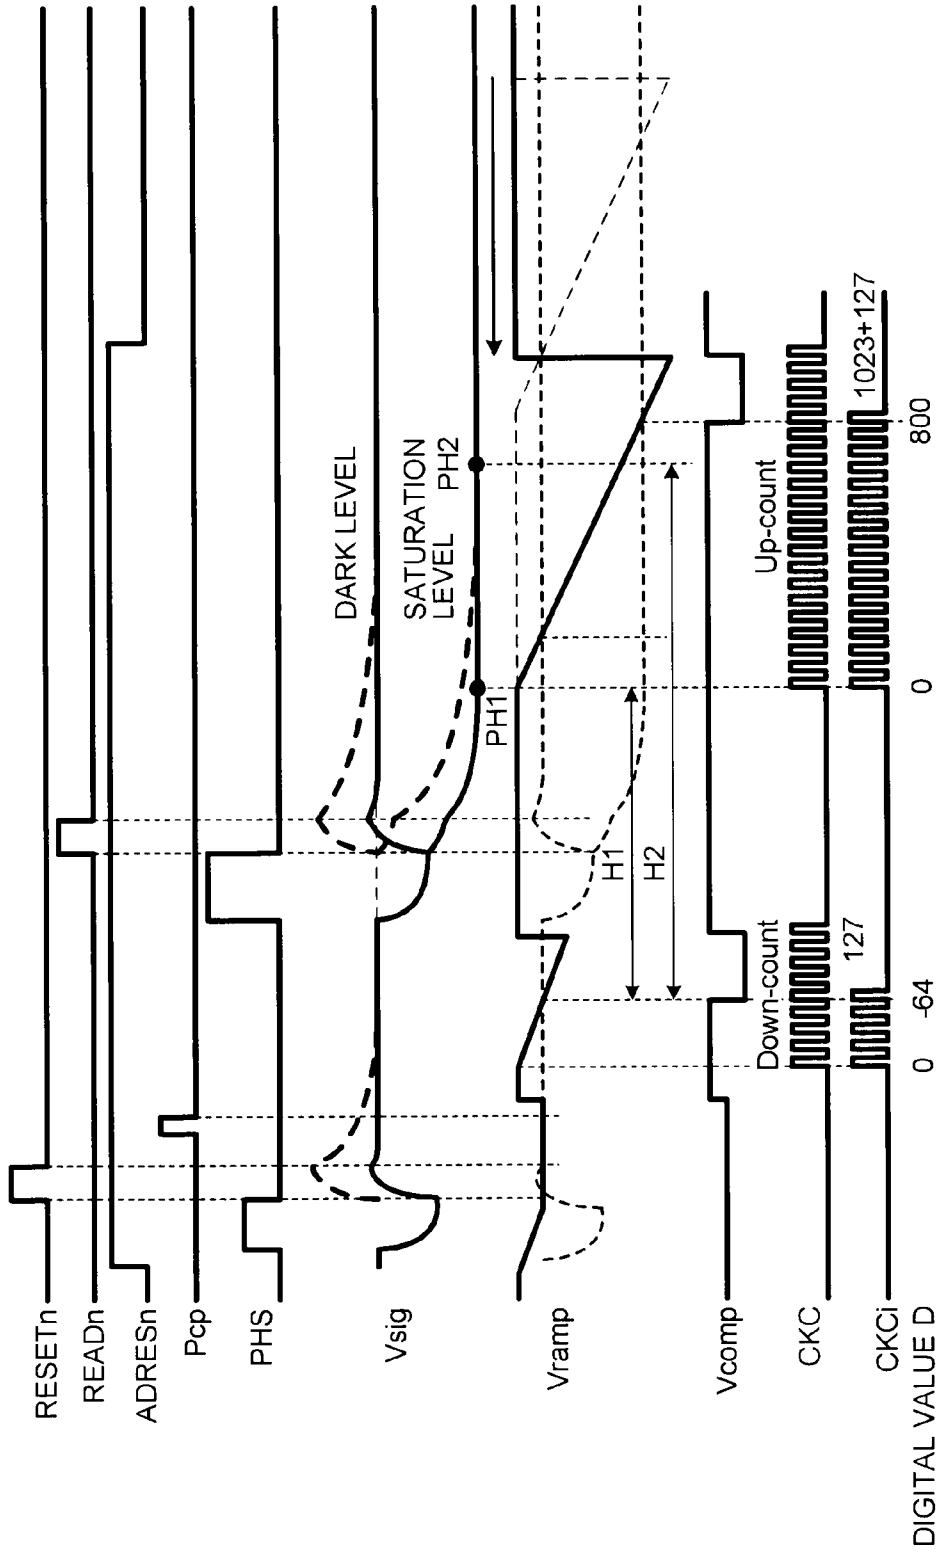 RESETn
READn
ADRESn
Pcp
PHS
Vsig
DARK LEVEL
SATURATION
LEVEL
PH1
PH2
Vramp
H1
H2
Vcomp
CKC
Down-count
Up-count
CKCi
127
1023+127
DIGITAL VALUE D
0
-64
0
800